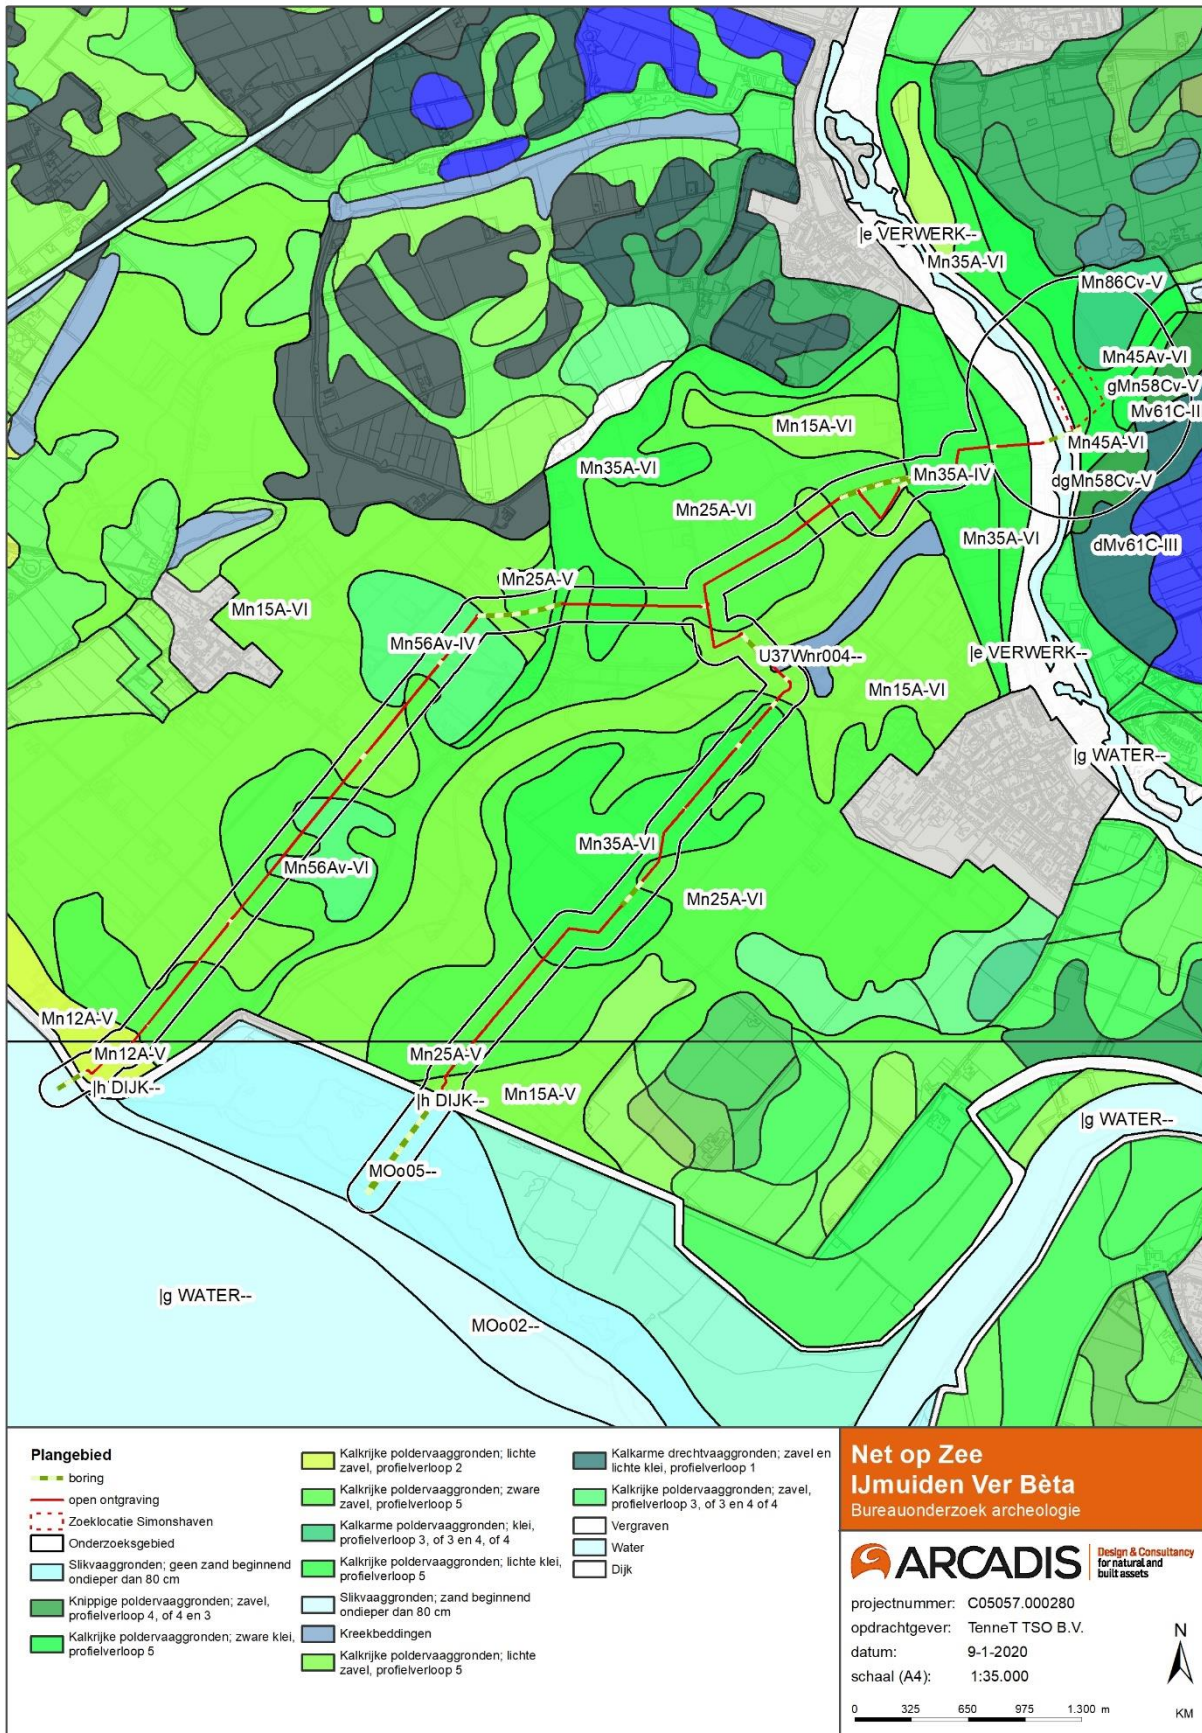 |e VERWERK--
Mn35A-VI
Mn86Cv-V
Mn45Av-VI
gMn58Cv-V
Mv61C-II
Mn15A-VI
Mn45A-VI
Mn35A-VI
Mn35A-IV
dgMn58Cv-V
Mn25A-VI
Mn35A-VI
dMv61C-III
Mn25A-V
Mn15A-VI
Mn56Av-IV
U37Wnr004--
|e VERWERK--
Mn15A-VI
|g WATER--
Mn35A-VI
Mn56Av-VI
Mn25A-VI
Mn12A-V
Mn12A-V
Mn25A-V
|h DIJK--
Mn15A-V
|h DIJK--
|g WATER--
MOo05--
|g WATER--
MOo02--
Plangebied
boring
open ontgraving
Zoeklocatie Simonshaven
Onderzoeksgebied
Slikvaaggronden; geen zand beginnend
ondieper dan 80 cm
Knippige poldervaaggronden; zavel,
profielverloop 4, of 4 en 3
Kalkrijke poldervaaggronden; zware klei,
profielverloop 5
Kalkrijke poldervaaggronden; lichte
zavel, profielverloop 2
Kalkrijke poldervaaggronden; zware
zavel, profielverloop 5
Kalkarme poldervaaggronden; klei,
profielverloop 3, of 3 en 4, of 4
Kalkrijke poldervaaggronden; lichte klei,
profielverloop 5
Slikvaaggronden; zand beginnend
ondieper dan 80 cm
Kreekbeddingen
Kalkrijke poldervaaggronden; lichte
zavel, profielverloop 5
Kalkarme drechtvaaggronden; zavel en
lichte klei, profielverloop 1
Kalkrijke poldervaaggronden; zavel,
profielverloop 3, of 3 en 4 of 4
Vergraven
Water
Dijk
Net op Zee
IJmuiden Ver Bèta
Bureauonderzoek archeologie
ARCADIS
Design & Consultancy
for natural and
built assets
projectnummer: C05057.000280
opdrachtgever: TenneT TSO B.V.
datum: 9-1-2020
schaal (A4): 1:35.000
N
0 325 650 975 1.300 m
KM